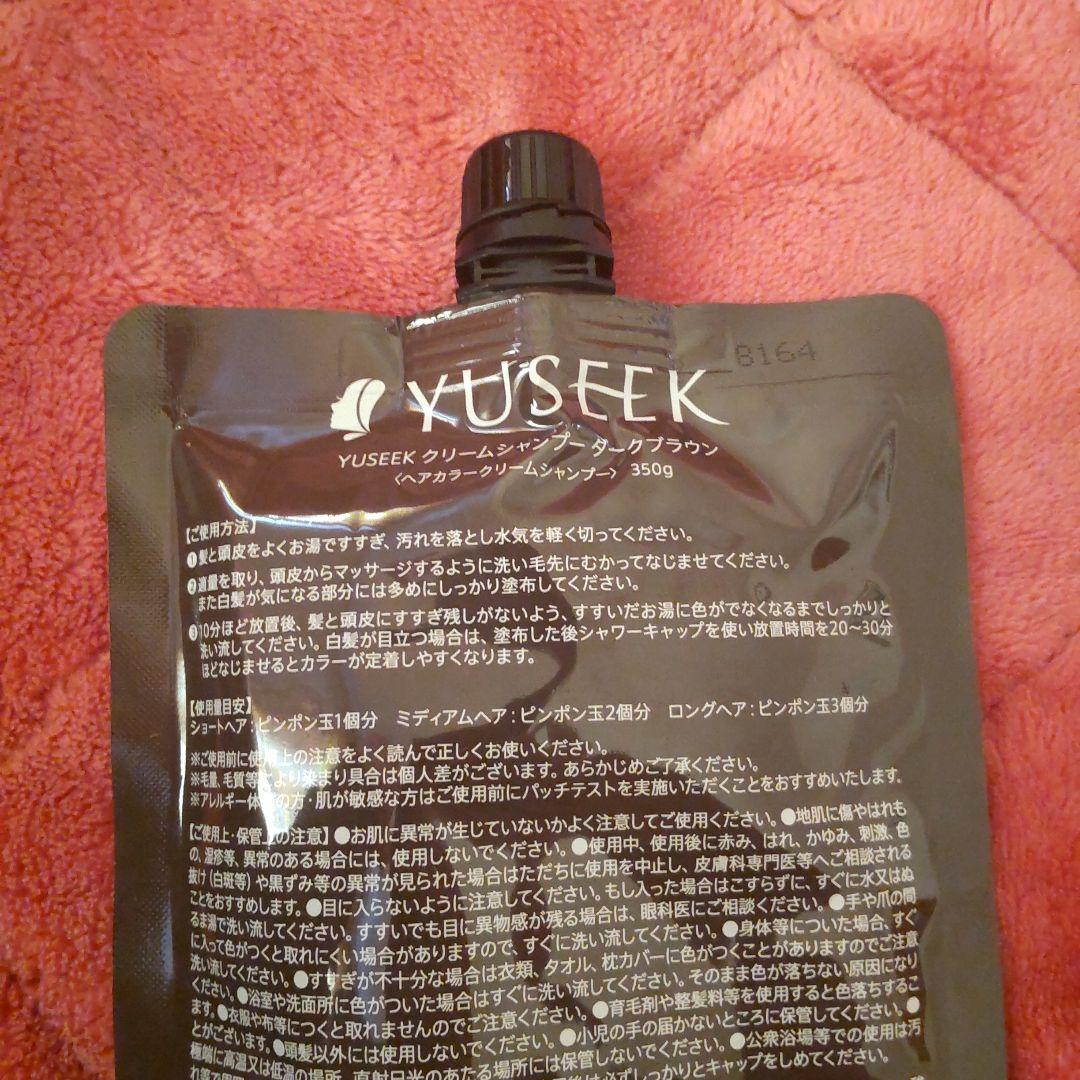 B164
YUSEEK
YUSEEK クリームシャンプー ダークブラウン
〈ヘアカラークリームシャンプー〉 350g
【ご使用方法】
❶髪と頭皮をよくお湯ですすぎ、汚れを落とし水気を軽く切ってください。
❷適量を取り、頭皮からマッサージするように洗い毛先にむかってなじませてください。
また白髪が気になる部分には多めにしっかり塗布してください。
❸10分ほど放置後、髪と頭皮にすすぎ残しがないよう、すすいだお湯に色がでなくなるまでしっかりと
洗い流してください。白髪が目立つ場合は、塗布した後シャワーキャップを使い放置時間を20〜30分
ほどなじませるとカラーが定着しやすくなります。
【使用量目安】
ショートヘア：ピンポン玉1個分 ミディアムヘア：ピンポン玉2個分 ロングヘア：ピンポン玉3個分
※ご使用前に使用上の注意をよく読んで正しくお使いください。
※毛量、毛質等により染まり具合は個人差がございます。あらかじめご了承ください。
※アレルギー体質の方・肌が敏感な方はご使用前にパッチテストを実施いただくことをおすすめいたします。
【ご使用上・保管上の注意】●お肌に異常が生じていないかよく注意してご使用ください。●地肌に傷やはれも
の、湿疹等、異常のある場合には、使用しないでください。●使用中、使用後に赤み、はれ、かゆみ、刺激、色
抜け（白斑等）や黒ずみ等の異常が見られた場合はただちに使用を中止し、皮膚科専門医等へご相談される
ことをおすすめします。●目に入らないように注意してください。もし入った場合はこすらずに、すぐに水又はぬ
るま湯で洗い流してください。すすいでも目に異物感が残る場合は、眼科医にご相談ください。●手や爪の間
に入って色がつくと取れにくい場合がありますので、すぐに洗い流してください。●身体等についた場合、すぐ
洗い流してください。●すすぎが不十分な場合は衣類、タオル、枕カバーに色がつくことがありますのでご注意
ください。●浴室や洗面所に色がついた場合はすぐに洗い流してください。そのまま色が落ちない原因になり
ます。●衣服や布等につくと取れませんのでご注意ください。●育毛剤や整髪料等を使用すると色落ちするこ
とがございます。●頭髪以外には使用しないでください。●小児の手の届かないところに保管してください。●
極端に高温又は低温の場所、直射日光のあたる場所には保管しないでください。●公衆浴場等での使用は汚
後は必ずしっかりとキャップをしめてください。